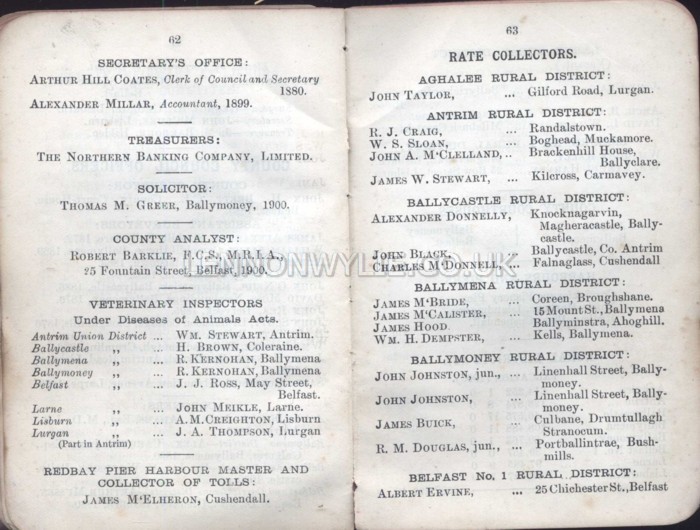 62
SECRETARY'S OFFICE:
ARTHUR HILL COATES, Clerk of Council and Secretary
1880.
ALEXANDER MILLAR, Accountant, 1899.
TREASURERS:
THE NORTHERN BANKING COMPANY, LIMITED.
SOLICITOR:
THOMAS M. GREER, Ballymoney, 1900.
COUNTY ANALYST:
ROBERT BARKLIE, F.C.S., M.R.I.A.,
25 Fountain Street, Belfast, 1900.
VETERINARY INSPECTORS
Under Diseases of Animals Acts.
Antrim Union District ... WM. STEWART, Antrim.
Ballycastle ,, ... H. BROWN, Coleraine.
Ballymena ,, ... R. KERNOHAN, Ballymena
Ballymoney ,, ... R. KERNOHAN, Ballymena
Belfast ,, ... J. J. ROSS, May Street,
Belfast.
Larne ,, ... JOHN MEIKLE, Larne.
Lisburn ,, ... A. M. CREIGHTON, Lisburn
Lurgan ,, ... J. A. THOMPSON, Lurgan
(Part in Antrim)
REDBAY PIER HARBOUR MASTER AND
COLLECTOR OF TOLLS:
JAMES M'ELHERON, Cushendall.
63
RATE COLLECTORS.
AGHALEE RURAL DISTRICT:
JOHN TAYLOR, ... Gilford Road, Lurgan.
ANTRIM RURAL DISTRICT:
R. J. CRAIG, ... Randalstown.
W. S. SLOAN, ... Boghead, Muckamore.
JOHN A. M'CLELLAND, .. Brackenhill House,
Ballyclare.
JAMES W. STEWART, ... Kilcross, Carmavey.
BALLYCASTLE RURAL DISTRICT:
ALEXANDER DONNELLY, Knocknagarvin,
Magheracastle, Bally-
castle.
JOHN BLACK, ... Ballycastle, Co. Antrim
CHARLES M'DONNELL, ... Falnaglass, Cushendall
BALLYMENA RURAL DISTRICT:
JAMES M'BRIDE, ... Coreen, Broughshane.
JAMES M'CALISTER, ... 15 Mount St., Ballymena
JAMES HOOD ... Ballyminstra, Ahoghill.
WM. H. DEMPSTER, ... Kells, Ballymena.
BALLYMONEY RURAL DISTRICT:
JOHN JOHNSTON, jun., ... Linenhall Street, Bally-
money.
JOHN JOHNSTON, ... Linenhall Street, Bally-
money.
JAMES BUICK, ... Culbane, Drumtullagh
Stranocum.
R. M. DOUGLAS, jun., ... Portballintrae, Bush-
mills.
BELFAST No. 1 RURAL DISTRICT:
ALBERT ERVINE, ... 25 Chichester St., Belfast
LENNONWYLIE.CO.UK